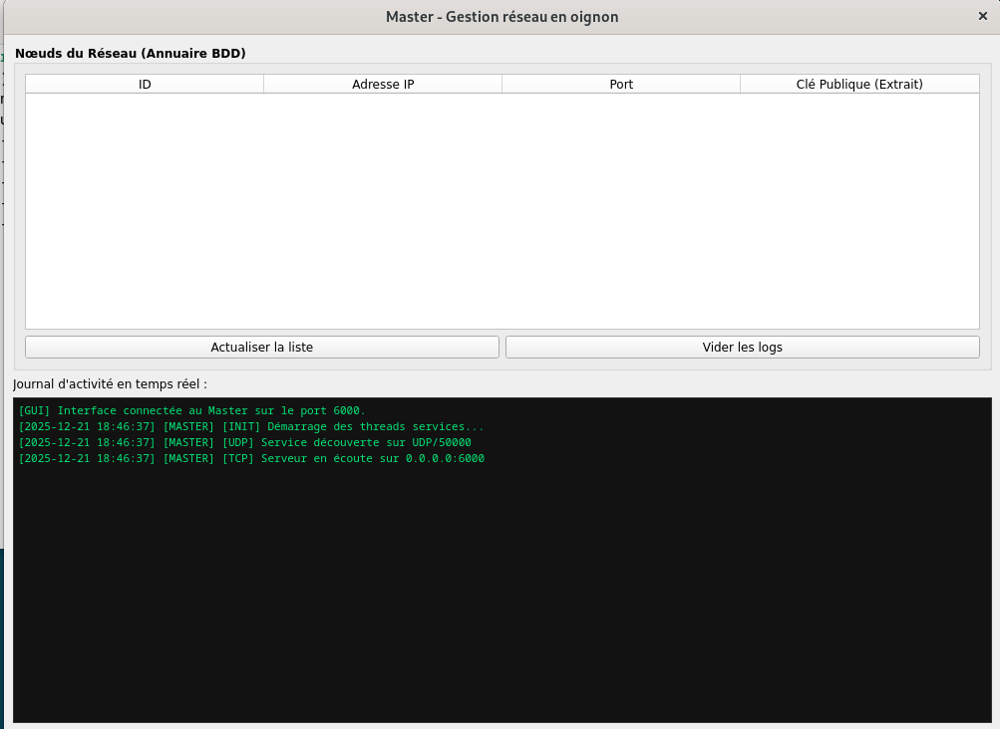 Master - Gestion réseau en oignon
Nœuds du Réseau (Annuaire BDD)
ID Adresse IP Port Clé Publique (Extrait)
Actualiser la liste Vider les logs
Journal d'activité en temps réel :
[GUI] Interface connectée au Master sur le port 6000.
[2025-12-21 18:46:37] [MASTER] [INIT] Démarrage des threads services...
[2025-12-21 18:46:37] [MASTER] [UDP] Service découverte sur UDP/50000
[2025-12-21 18:46:37] [MASTER] [TCP] Serveur en écoute sur 0.0.0.0:6000